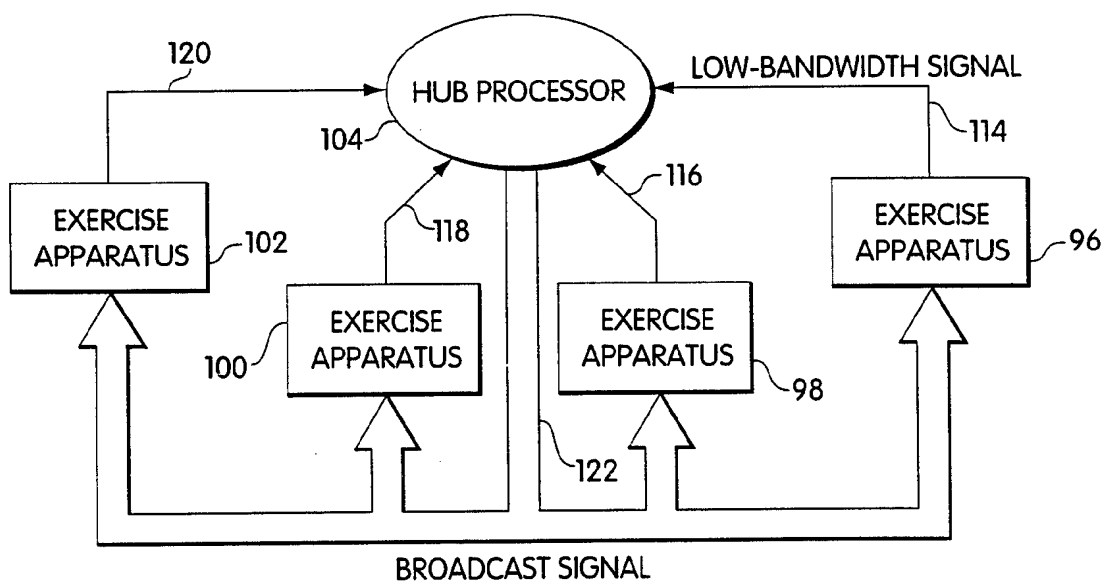 120
HUB PROCESSOR
LOW-BANDWIDTH SIGNAL
104
114
116
118
EXERCISE
APPARATUS
102
EXERCISE
APPARATUS
96
EXERCISE
APPARATUS
100
EXERCISE
APPARATUS
98
122
BROADCAST SIGNAL